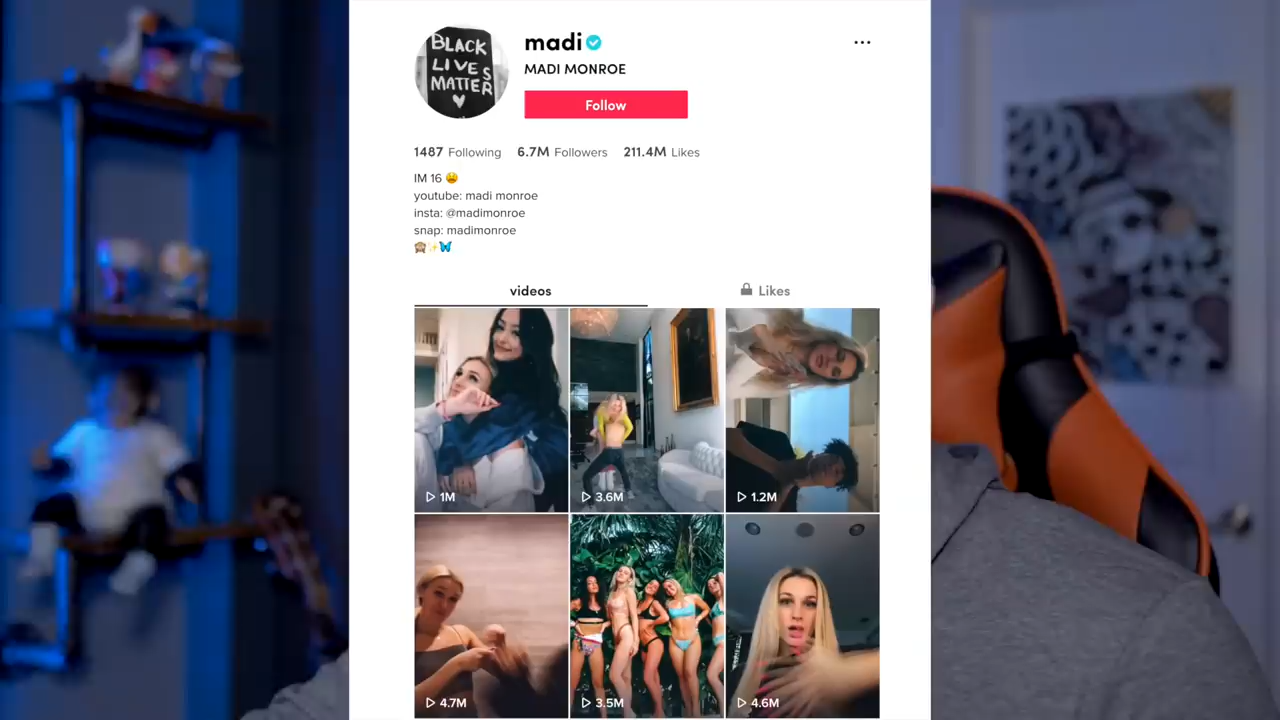 BLACK
LIVES
MATTER
madi
MADI MONROE
Follow
1487 Following 6.7M Followers 211.4M Likes
IM 16 😫
youtube: madi monroe
insta: @madimonroe
snap: madimonroe
🙈✨🦋
videos
Likes
1M
3.6M
1.2M
4.7M
3.5M
4.6M